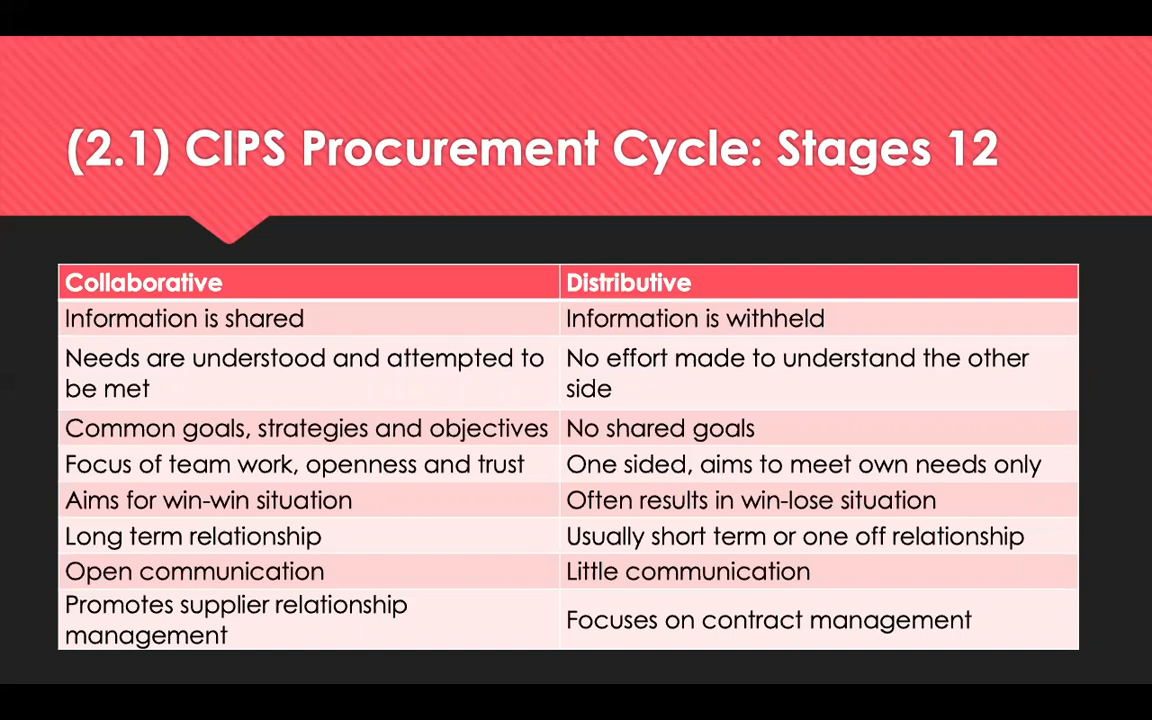 (2.1) CIPS Procurement Cycle: Stages 12
Collaborative
Distributive
Information is shared
Information is withheld
Needs are understood and attempted to
be met
No effort made to understand the other
side
Common goals, strategies and objectives
No shared goals
Focus of team work, openness and trust
One sided, aims to meet own needs only
Aims for win-win situation
Often results in win-lose situation
Long term relationship
Usually short term or one off relationship
Open communication
Little communication
Promotes supplier relationship
management
Focuses on contract management